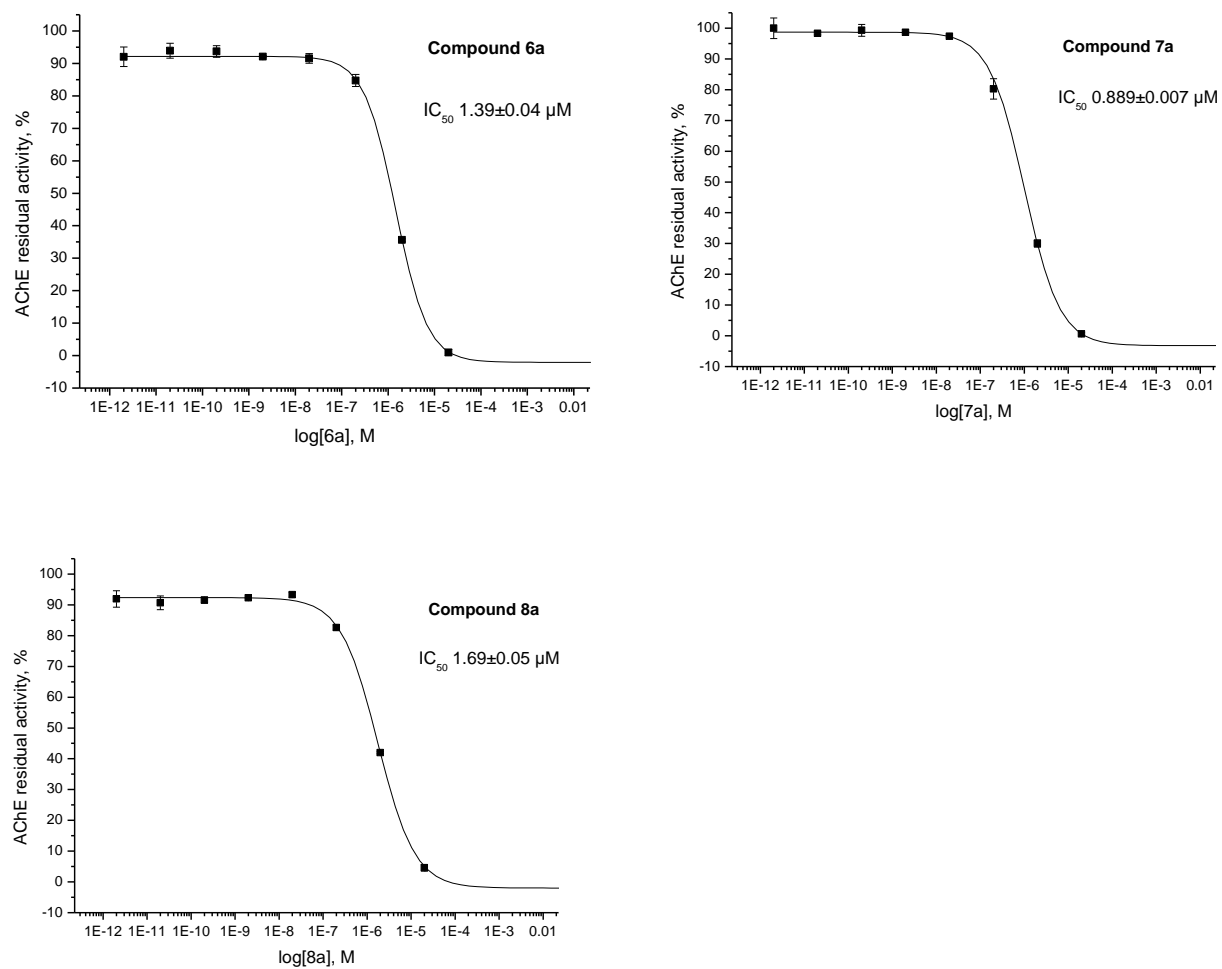 100
90
80
70
60
50
40
30
20
10
0
-10
AChE residual activity, %
Compound 6a
IC50 1.39±0.04 µM
1E-12 1E-11 1E-10 1E-9 1E-8 1E-7 1E-6 1E-5 1E-4 1E-3 0.01
log[6a], M
100
90
80
70
60
50
40
30
20
10
0
-10
AChE residual activity, %
Compound 7a
IC50 0.889±0.007 µM
1E-12 1E-11 1E-10 1E-9 1E-8 1E-7 1E-6 1E-5 1E-4 1E-3 0.01
log[7a], M
100
90
80
70
60
50
40
30
20
10
0
-10
AChE residual activity, %
Compound 8a
IC50 1.69±0.05 µM
1E-12 1E-11 1E-10 1E-9 1E-8 1E-7 1E-6 1E-5 1E-4 1E-3 0.01
log[8a], M